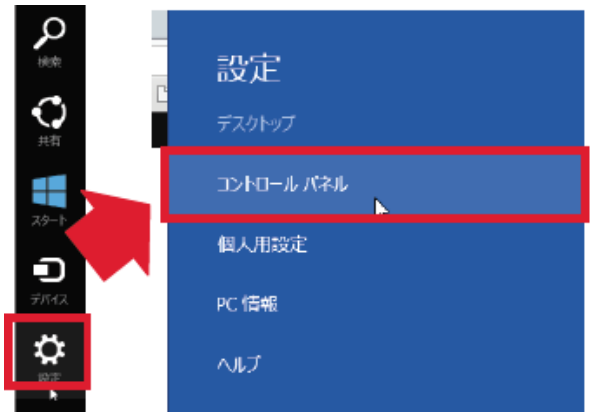 検索
共有
スタート
デバイス
設定
設定
デスクトップ
コントロール パネル
個人用設定
PC 情報
ヘルプ